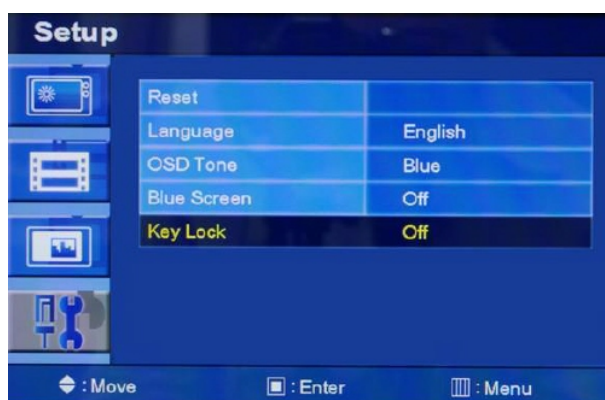 Setup
Reset
Language English
OSD Tone Blue
Blue Screen Off
Key Lock Off
: Move : Enter : Menu